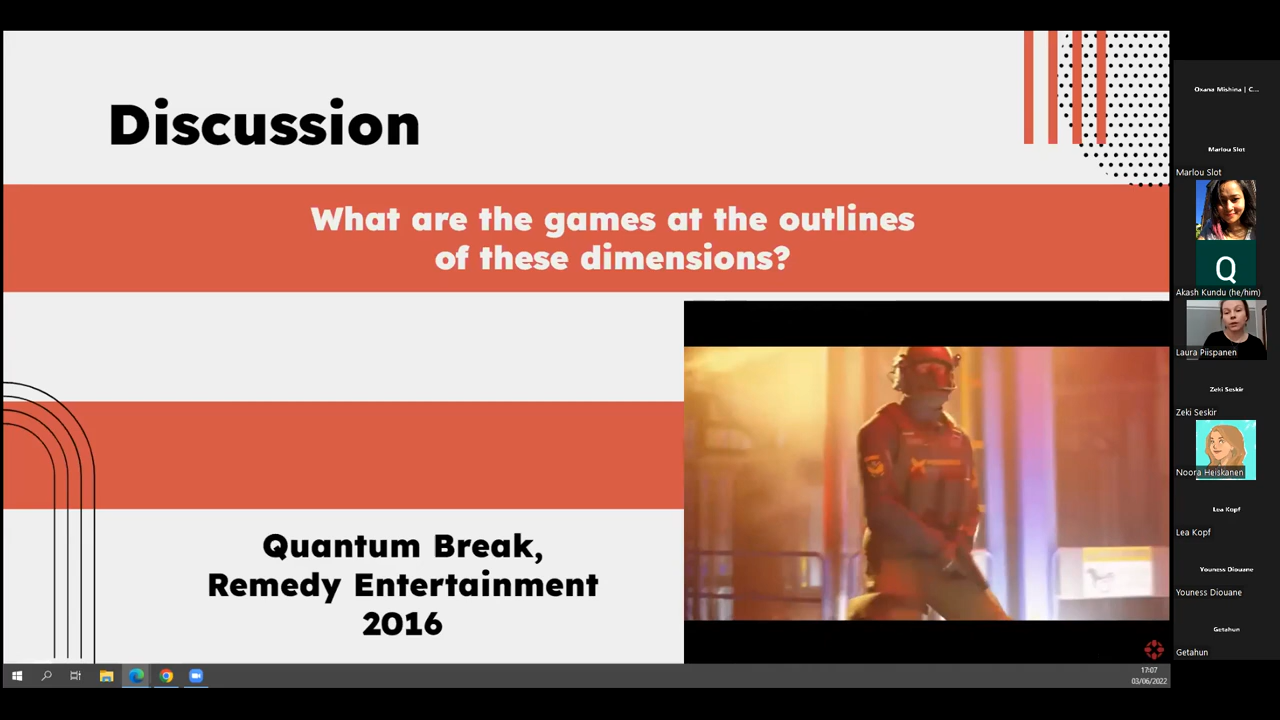 Discussion
What are the games at the outlines
of these dimensions?
Quantum Break,
Remedy Entertainment
2016
Oxana Mishina | C...
Marlou Slot
Marlou Slot
Q
Akash Kundu (he/him)
Laura Piispanen
Zeki Seskir
Zeki Seskir
Noora Heiskanen
Lea Kopf
Lea Kopf
Youness Diouane
Youness Diouane
Getahun
Getahun
17:07
03/06/2022